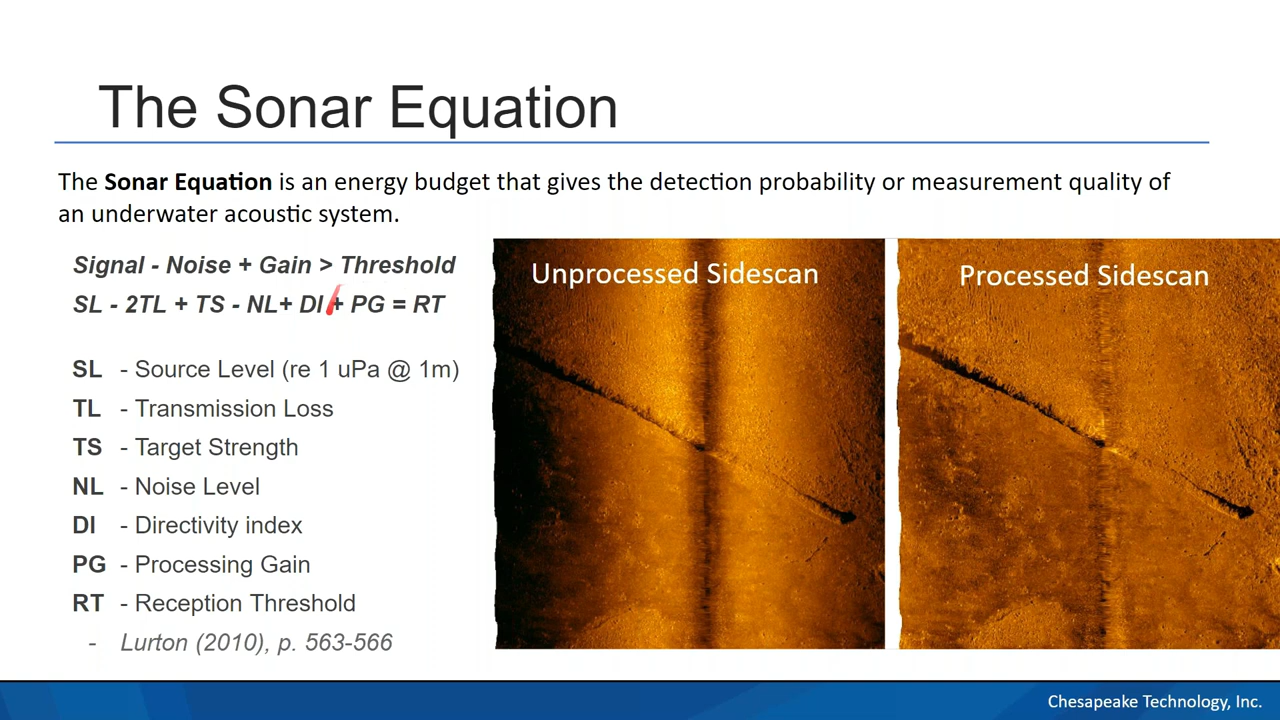 The Sonar Equation
The Sonar Equation is an energy budget that gives the detection probability or measurement quality of
an underwater acoustic system.
Signal - Noise + Gain > Threshold
SL - 2TL + TS - NL+ DI + PG = RT
SL - Source Level (re 1 uPa @ 1m)
TL - Transmission Loss
TS - Target Strength
NL - Noise Level
DI - Directivity index
PG - Processing Gain
RT - Reception Threshold
- Lurton (2010), p. 563-566
Unprocessed Sidescan
Processed Sidescan
Chesapeake Technology, Inc.